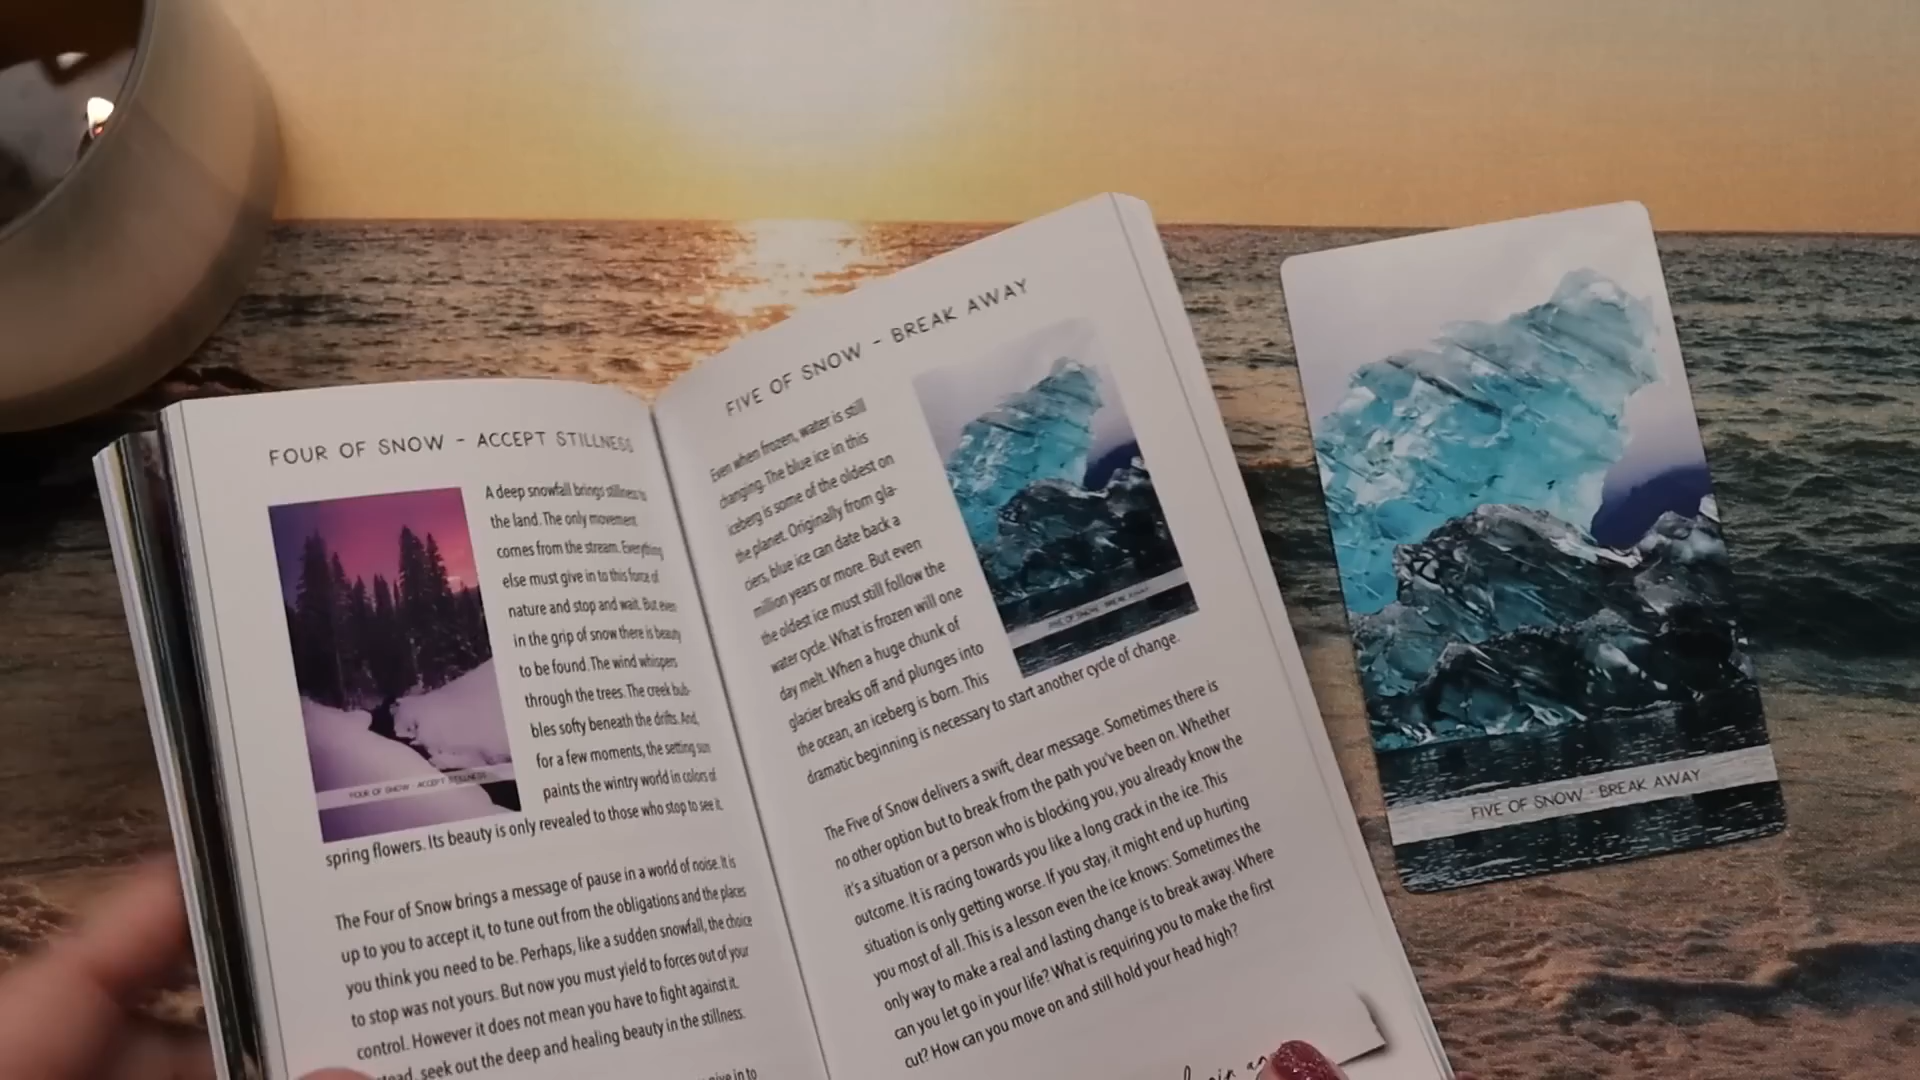 FOUR OF SNOW - ACCEPT STILLNESS
A deep snowfall brings stillness to
the land. The only movement
comes from the stream. Everything
else must give in to this force of
nature and stop and wait. But even
in the grip of snow there is beauty
to be found. The wind whispers
through the trees. The creek bub-
bles softy beneath the drifts. And,
for a few moments, the setting sun
paints the wintry world in colors of
spring flowers. Its beauty is only revealed to those who stop to see it.
FOUR OF SNOW - ACCEPT STILLNESS
The Four of Snow brings a message of pause in a world of noise. It is
up to you to accept it, to tune out from the obligations and the places
you think you need to be. Perhaps, like a sudden snowfall, the choice
to stop was not yours. But now you must yield to forces out of your
control. However it does not mean you have to fight against it.
seek out the deep and healing beauty in the stillness.
in to
FIVE OF SNOW - BREAK AWAY
Even when frozen, water is still
changing. The blue ice in this
iceberg is some of the oldest on
the planet. Originally from gla-
ciers, blue ice can date back a
million years or more. But even
the oldest ice must still follow the
water cycle. What is frozen will one
day melt. When a huge chunk of
glacier breaks off and plunges into
the ocean, an iceberg is born. This
dramatic beginning is necessary to start another cycle of change.
FIVE OF SNOW - BREAK AWAY
The Five of Snow delivers a swift, clear message. Sometimes there is
no other option but to break from the path you've been on. Whether
it's a situation or a person who is blocking you, you already know the
outcome. It is racing towards you like a long crack in the ice. This
situation is only getting worse. If you stay, it might end up hurting
you most of all. This is a lesson even the ice knows: Sometimes the
only way to make a real and lasting change is to break away. Where
can you let go in your life? What is requiring you to make the first
cut? How can you move on and still hold your head high?
FIVE OF SNOW - BREAK AWAY